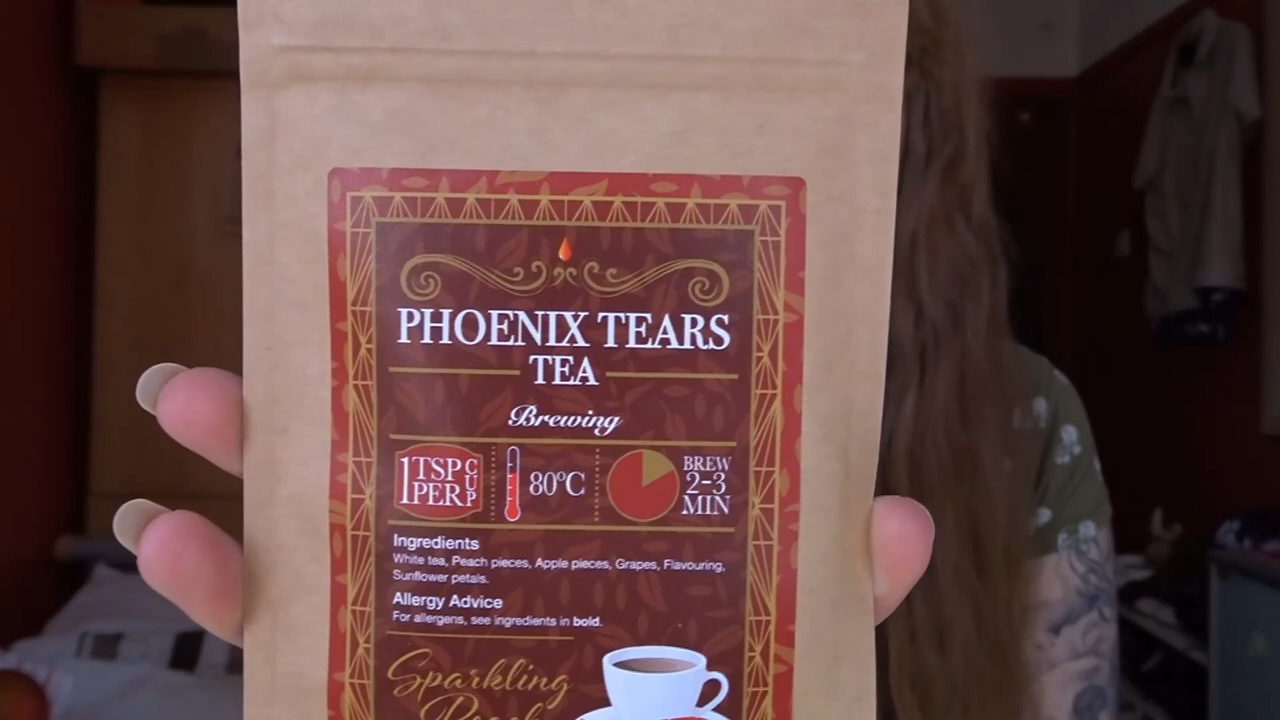 PHOENIX TEARS
TEA
Brewing
1 TSP PER CUP
80°C
BREW
2-3
MIN
Ingredients
White tea, Peach pieces, Apple pieces, Grapes, Flavouring,
Sunflower petals.
Allergy Advice
For allergens, see ingredients in bold.
Sparkling
Peach